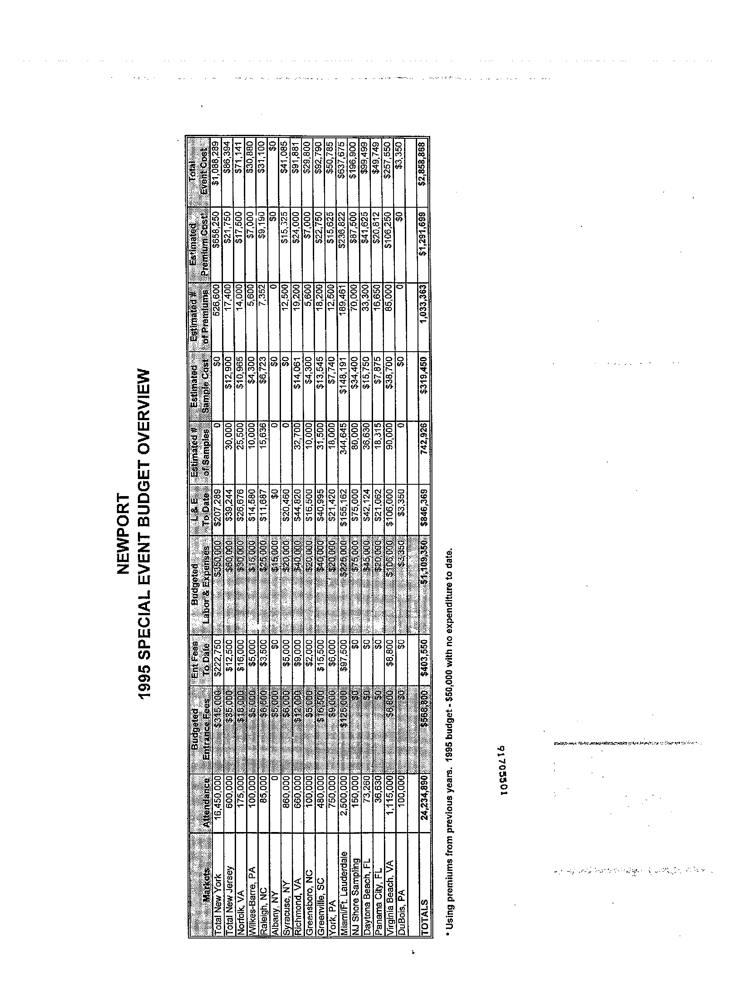 NEWPORT
1995 SPECIAL EVENT BUDGET OVERVIEW
Markets Attendance Budgeted Entrance Fees Ent Fees To Date Budgeted Labor & Expenses L & E To Date Estimated # of Samples Estimated Sample Cost Estimated # of Premiums Estimated Premium Cost* Total Event Cost
Total New York 16,450,000 $315,000 $222,750 $350,000 $207,289 0 $0 526,600 $658,250 $1,088,289
Total New Jersey 600,000 $35,000 $12,500 $60,000 $39,244 30,000 $12,900 17,400 $21,750 $86,394
Norfolk, VA 175,000 $18,000 $16,000 $30,000 $26,676 25,500 $10,965 14,000 $17,500 $71,141
Wilkes-Barre, PA 100,000 $5,000 $5,000 $15,000 $14,580 10,000 $4,300 5,600 $7,000 $30,880
Raleigh, NC 85,000 $6,500 $3,500 $25,000 $11,687 15,636 $6,723 7,352 $9,190 $31,100
Albany, NY 0 $5,000 $0 $15,000 $0 0 $0 0 $0 $0
Syracuse, NY 860,000 $6,000 $5,000 $20,000 $20,460 0 $0 12,500 $15,625 $41,085
Richmond, VA 660,000 $12,000 $9,000 $40,000 $44,820 32,700 $14,061 19,200 $24,000 $91,881
Greensboro, NC 100,000 $5,000 $2,000 $20,000 $16,500 10,000 $4,300 5,600 $7,000 $29,800
Greenville, SC 480,000 $16,500 $15,500 $40,000 $40,995 31,500 $13,545 18,200 $22,750 $92,790
York, PA 750,000 $9,000 $6,000 $20,000 $21,420 18,000 $7,740 12,500 $15,625 $50,785
Miami/Ft. Lauderdale 2,500,000 $125,000 $97,500 $225,000 $155,162 344,645 $148,191 189,461 $236,822 $637,675
NJ Shore Sampling 150,000 $0 $0 $75,000 $75,000 80,000 $34,400 70,000 $87,500 $196,900
Daytona Beach, FL 73,260 $0 $0 $45,000 $42,124 36,630 $15,750 33,300 $41,625 $99,499
Panama City, FL 36,630 $0 $0 $20,000 $21,062 18,315 $7,875 16,650 $20,812 $49,749
Virginia Beach, VA 1,115,000 $8,800 $8,800 $106,000 $106,000 90,000 $38,700 85,000 $106,250 $257,550
DuBois, PA 100,000 $0 $0 $3,350 $3,350 0 $0 0 $0 $3,350
TOTALS 24,234,890 $566,800 $403,550 $1,109,350 $846,369 742,926 $319,450 1,033,363 $1,291,699 $2,858,868
* Using premiums from previous years. 1995 budget - $50,000 with no expenditure to date.
91705501